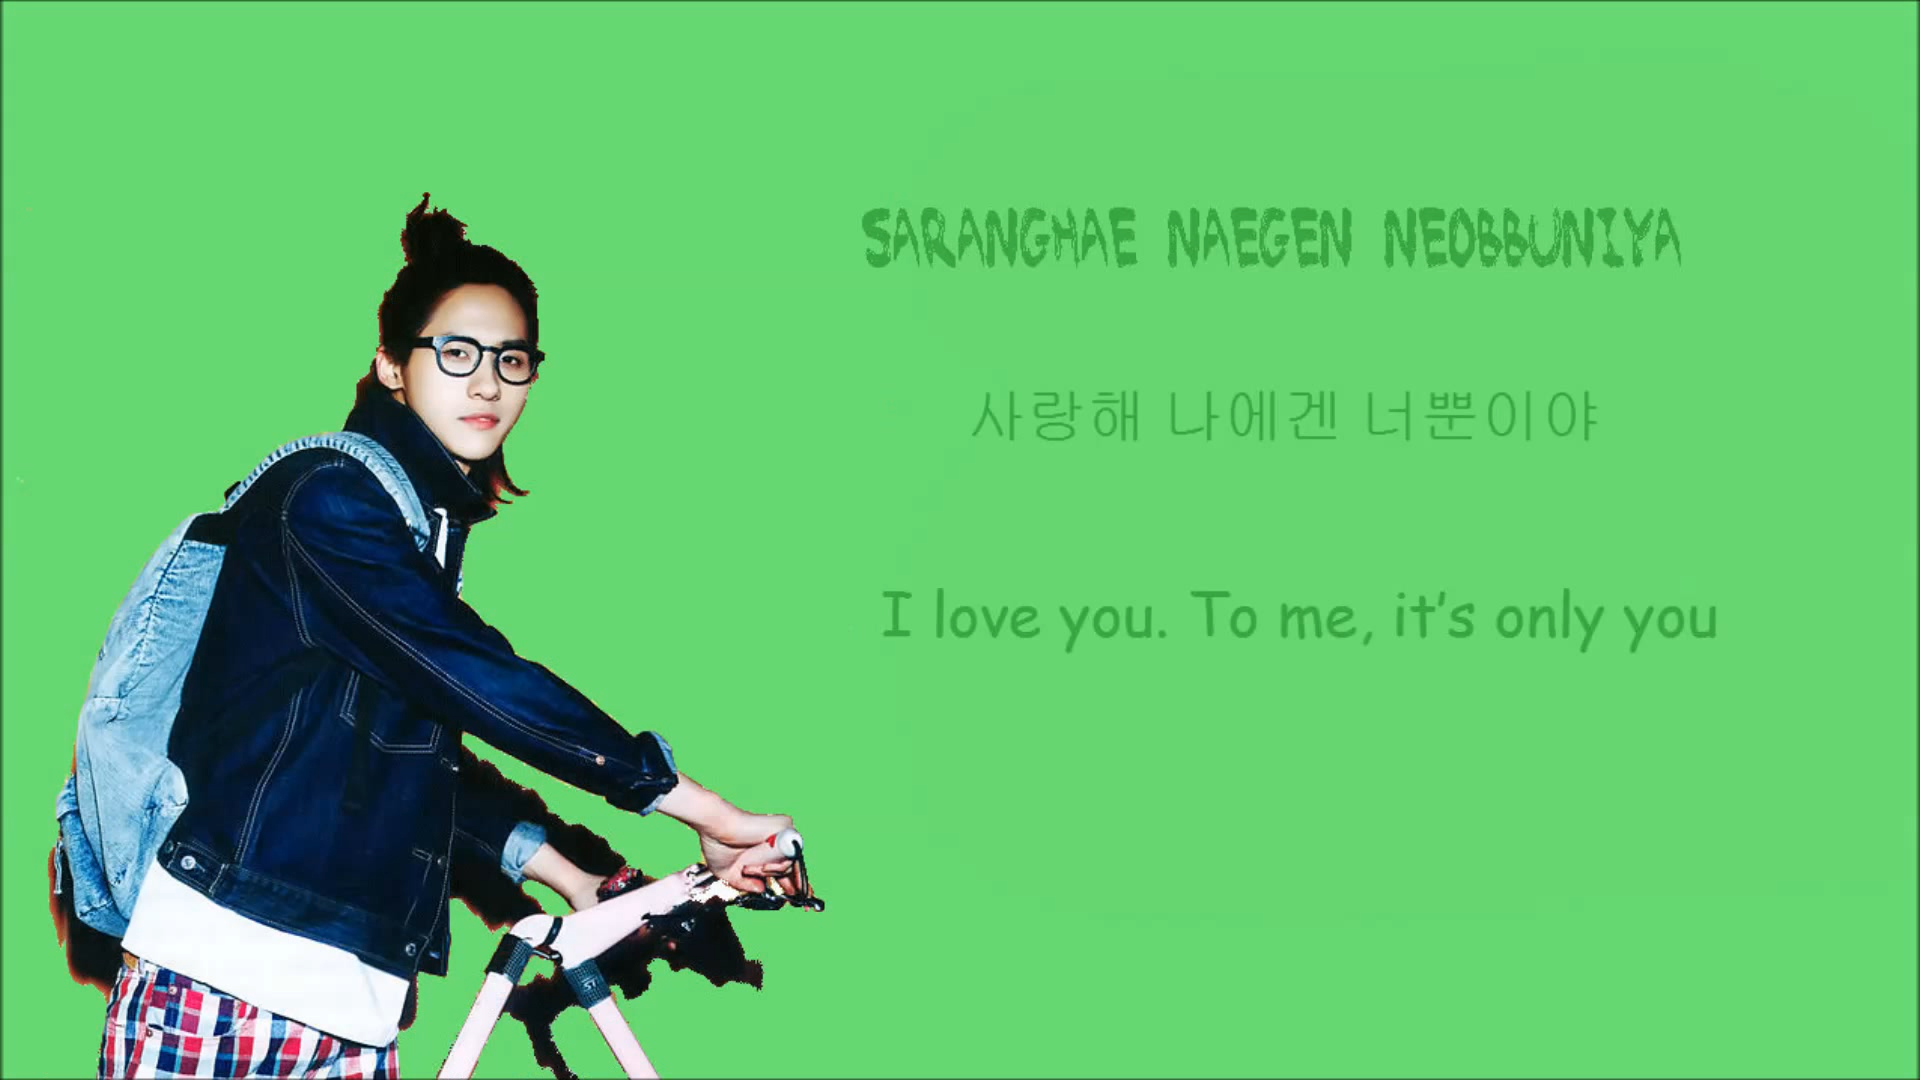 SARANGHAE NAEGEN NEOBBUNIYA
사랑해 나에겐 너뿐이야
I love you. To me, it's only you